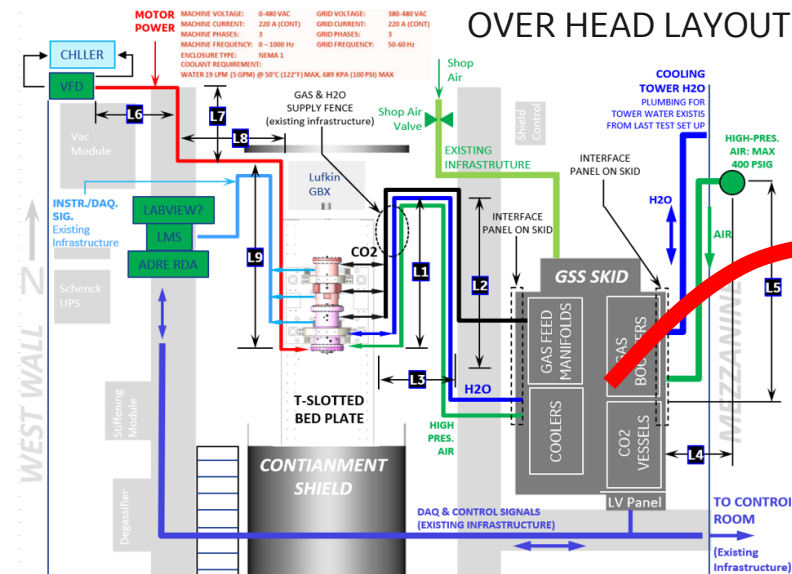 OVER HEAD LAYOUT
MOTOR
POWER
MACHINE VOLTAGE: 0-480 VAC GRID VOLTAGE: 380-480 VAC
MACHINE CURRENT: 220 A (CONT) GRID CURRENT: 220 A (CONT)
MACHINE PHASES: 3 GRID PHASES: 3
MACHINE FREQUENCY: 0 – 1000 Hz GRID FREQUENCY: 50-60 Hz
ENCLOSURE TYPE: NEMA 1
COOLANT REQUIREMENT:
WATER 19 LPM (5 GPM) @ 50°C (122°F) MAX, 689 KPA (100 PSI) MAX
CHLLER
VFD
L6
L7
L8
Vac
Module
GAS & H2O
SUPPLY FENCE
(existing infrastructure)
Shop
Air
Shop Air
Valve
EXISTING
INFRASTRUTURE
Shield
Control
COOLING
TOWER H2O
PLUMBING FOR
TOWER WATER EXISTIS
FROM LAST TEST SET UP
HIGH-PRES.
AIR: MAX
400 PSIG
INTERFACE
PANEL ON SKID
Lufkin
GBX
INSTR./DAQ.
SIG.
Existing
Infrastructure
LABVIEW?
LMS
ADRE RDA
L9
CO2
L1
L2
INTERFACE
PANEL ON SKID
H2O
AIR
L5
GSS SKID
GAS FEED
MANIFOLDS
GAS
BOOSTERS
COOLERS
CO2
VESSELS
LV Panel
Schenck
UPS
WEST WALL
N
MEZZANINE
L3
H2O
T-SLOTTED
BED PLATE
HIGH
PRES.
AIR
L4
Stiffening
Module
Degassifier
CONTIANMENT
SHIELD
DAQ & CONTROL SIGNALS
(EXISTING INFRASTRUCTURE)
TO CONTROL
ROOM
(Existing
Infrastructure)